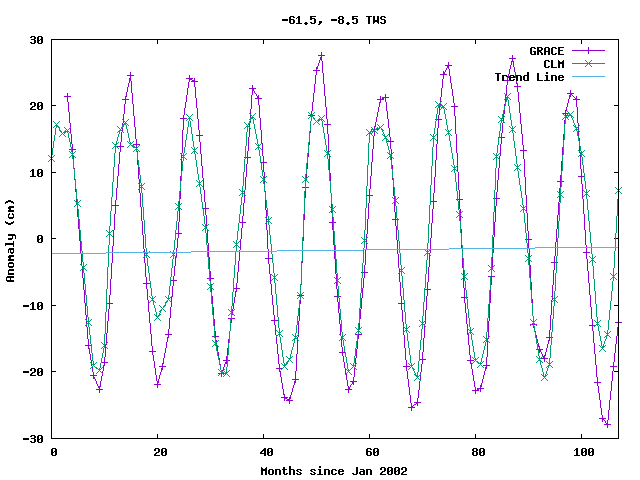 -61.5, -8.5 TWS
GRACE
CLM
Trend Line
30
20
10
0
-10
-20
-30
Anomaly (cm)
0 20 40 60 80 100
Months since Jan 2002